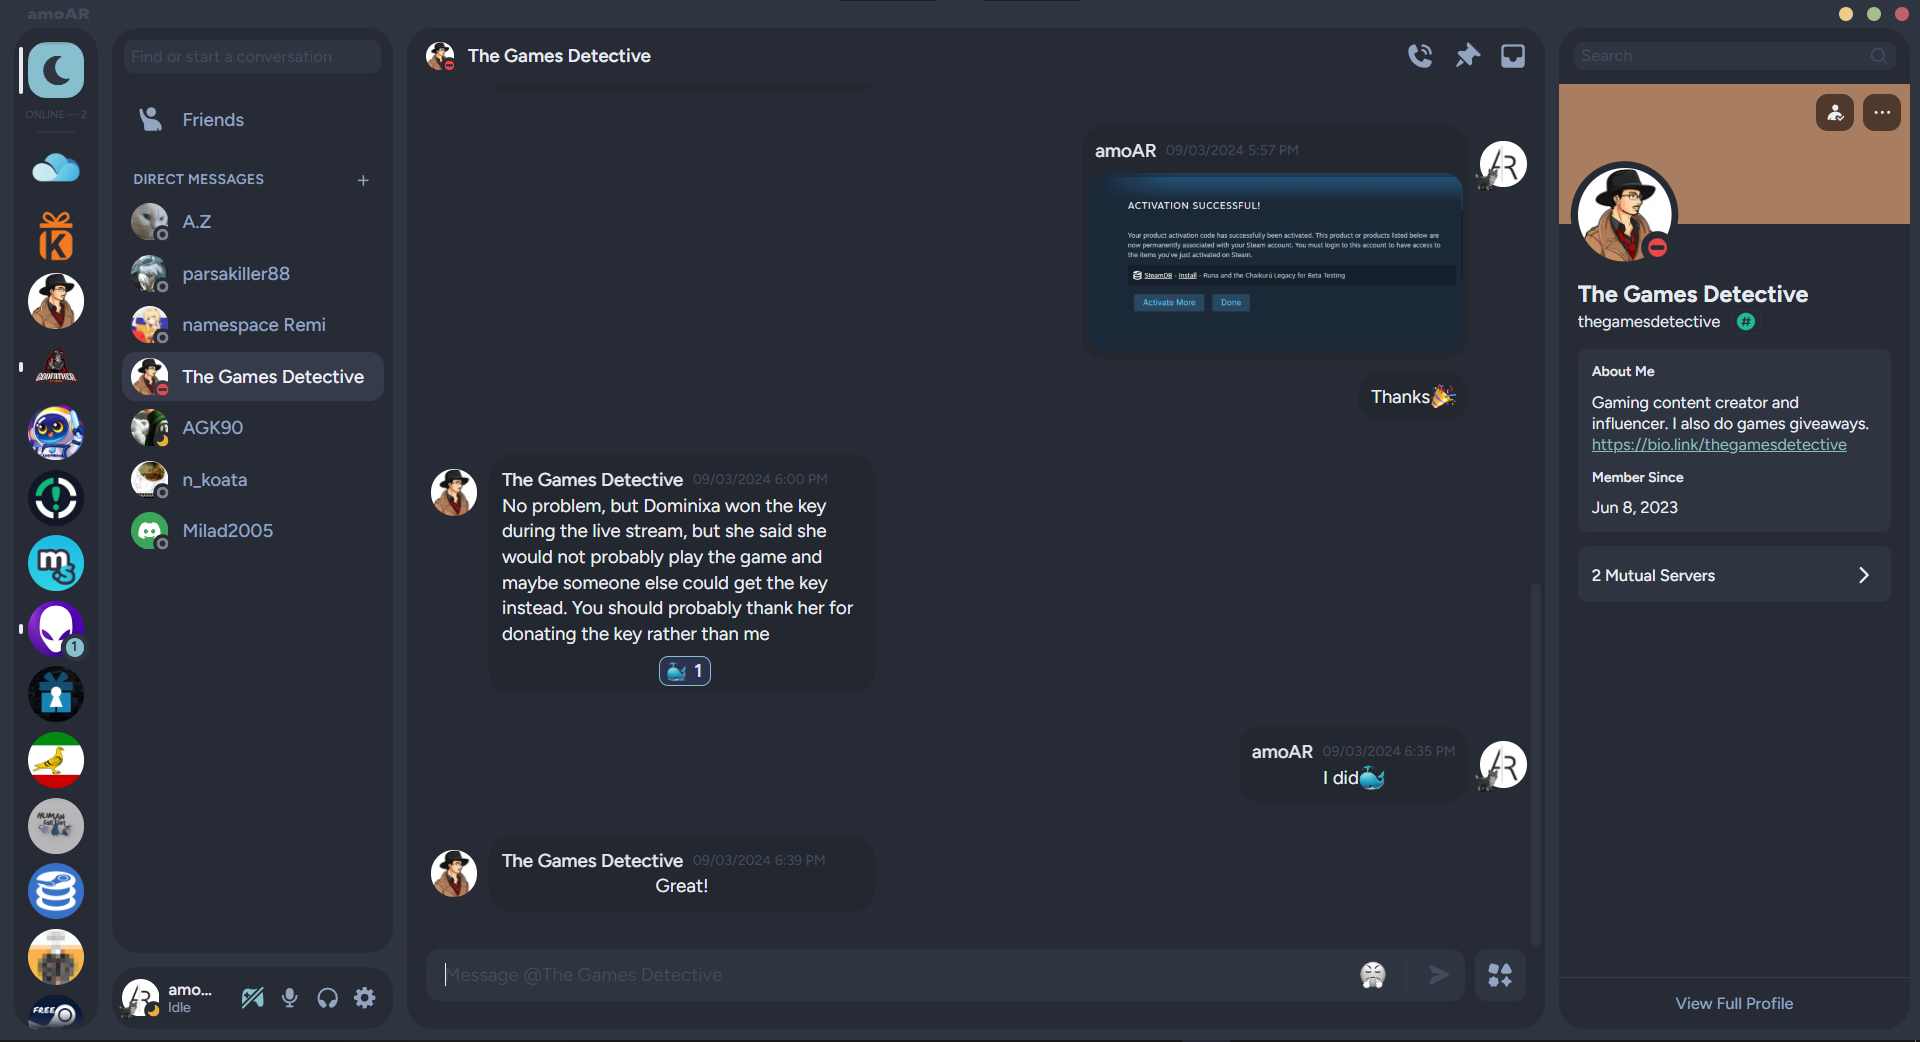 amoAR
ONLINE — 2
GODFATHER
ms
1
HUMAN
Fall Flat
FREE
Find or start a conversation
Friends
DIRECT MESSAGES
A.Z
parsakiller88
namespace Remi
The Games Detective
AGK90
n_koata
Milad2005
amo...
Idle
The Games Detective
amoAR 09/03/2024 5:57 PM
ACTIVATION SUCCESSFUL!
Your product activation code has successfully been activated. This product or products listed below are
now permanently associated with your Steam account. You must login to this account to have access to
the items you've just activated on Steam.
SteamDB - Install - Runa and the Chaikurú Legacy for Beta Testing
Activate More Done
AR
Thanks🎉
The Games Detective 09/03/2024 6:00 PM
No problem, but Dominixa won the key
during the live stream, but she said she
would not probably play the game and
maybe someone else could get the key
instead. You should probably thank her for
donating the key rather than me
🐳 1
amoAR 09/03/2024 6:35 PM
I did🐳
AR
The Games Detective 09/03/2024 6:39 PM
Great!
Message @The Games Detective
Search
The Games Detective
thegamesdetective #
About Me
Gaming content creator and
influencer. I also do games giveaways.
https://bio.link/thegamesdetective
Member Since
Jun 8, 2023
2 Mutual Servers
View Full Profile